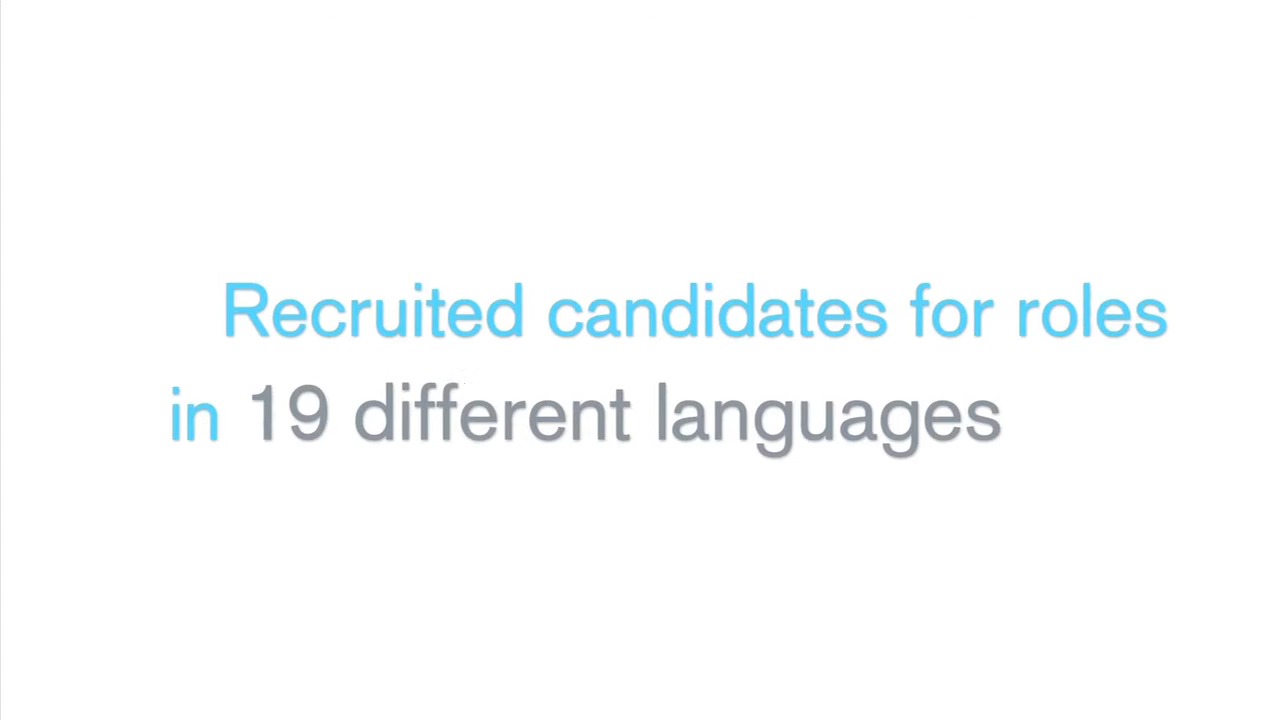 Recruited candidates for roles
in 19 different languages